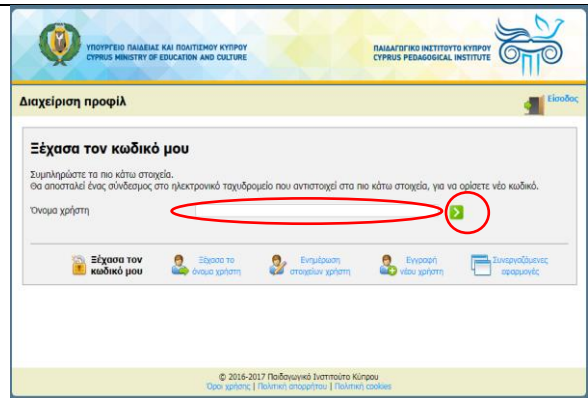 ΥΠΟΥΡΓΕΙΟ ΠΑΙΔΕΙΑΣ ΚΑΙ ΠΟΛΙΤΙΣΜΟΥ ΚΥΠΡΟΥ
CYPRUS MINISTRY OF EDUCATION AND CULTURE
ΠΑΙΔΑΓΩΓΙΚΟ ΙΝΣΤΙΤΟΥΤΟ ΚΥΠΡΟΥ
CYPRUS PEDAGOGICAL INSTITUTE
Διαχείριση προφίλ
Είσοδος
Ξέχασα τον κωδικό μου
Συμπληρώστε τα πιο κάτω στοιχεία.
Θα αποσταλεί ένας σύνδεσμος στο ηλεκτρονικό ταχυδρομείο που αντιστοιχεί στα πιο κάτω στοιχεία, για να ορίσετε νέο κωδικό.
Όνομα χρήστη
Ξέχασα τον κωδικό μου
Ξέχασα το όνομα χρήστη
Ενημέρωση στοιχείων χρήστη
Εγγραφή νέου χρήστη
Συνεργαζόμενες εφαρμογές
© 2016-2017 Παιδαγωγικό Ινστιτούτο Κύπρου
Όροι χρήσης | Πολιτική απορρήτου | Πολιτική cookies